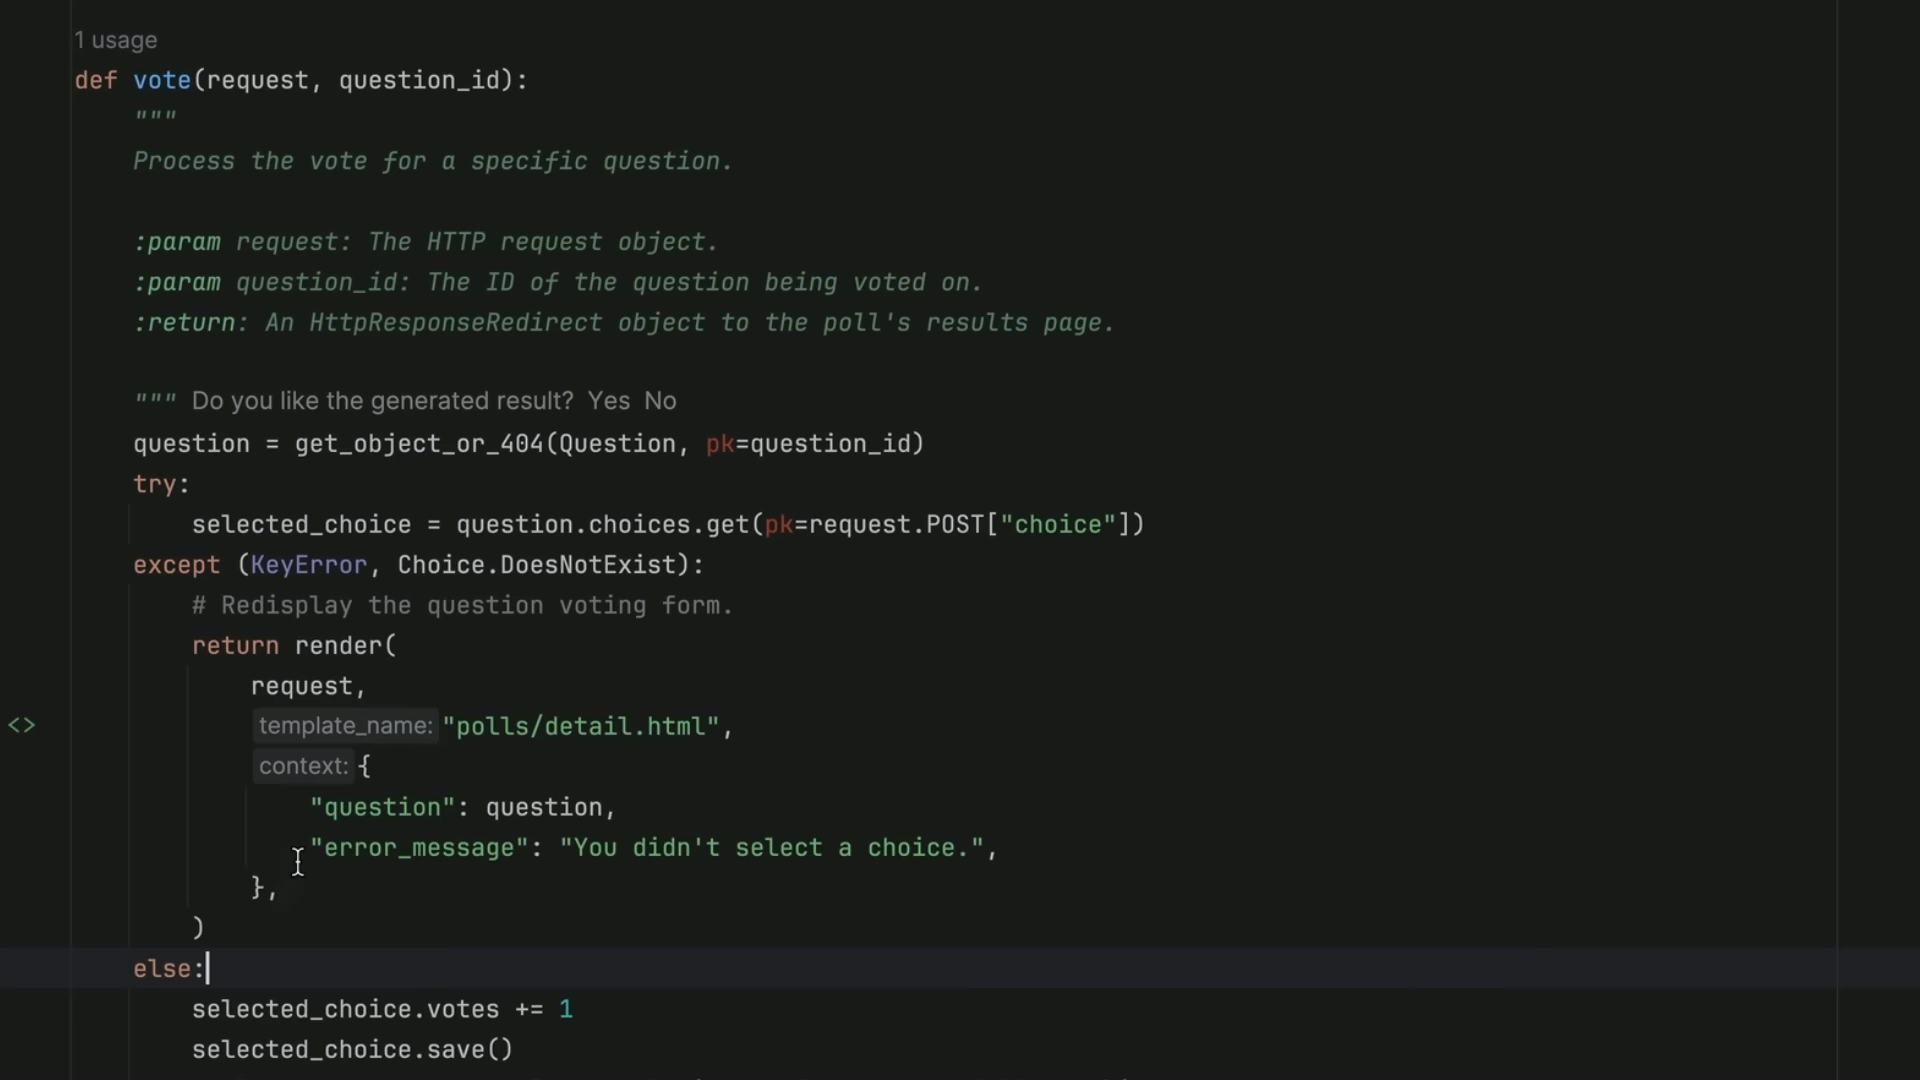 1 usage
def vote(request, question_id):
"""
Process the vote for a specific question.
:param request: The HTTP request object.
:param question_id: The ID of the question being voted on.
:return: An HttpResponseRedirect object to the poll's results page.
""" Do you like the generated result? Yes No
question = get_object_or_404(Question, pk=question_id)
try:
selected_choice = question.choices.get(pk=request.POST["choice"])
except (KeyError, Choice.DoesNotExist):
# Redisplay the question voting form.
return render(
request,
template_name: "polls/detail.html",
context: {
"question": question,
"error_message": "You didn't select a choice.",
},
)
else:
selected_choice.votes += 1
selected_choice.save()